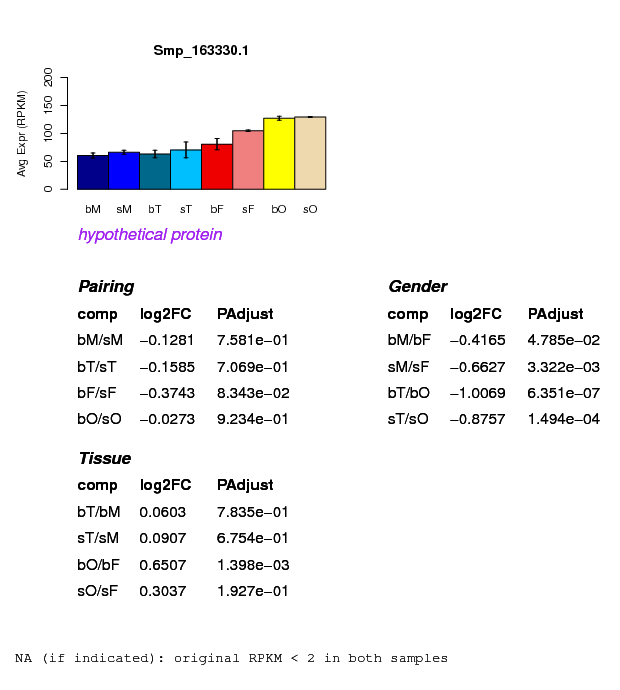 Smp_163330.1
Avg Expr (RPKM)
200
150
100
50
0
bM sM bT sT bF sF bO sO
hypothetical protein
Pairing
comp log2FC PAdjust
bM/sM −0.1281 7.581e−01
bT/sT −0.1585 7.069e−01
bF/sF −0.3743 8.343e−02
bO/sO −0.0273 9.234e−01
Gender
comp log2FC PAdjust
bM/bF −0.4165 4.785e−02
sM/sF −0.6627 3.322e−03
bT/bO −1.0069 6.351e−07
sT/sO −0.8757 1.494e−04
Tissue
comp log2FC PAdjust
bT/bM 0.0603 7.835e−01
sT/sM 0.0907 6.754e−01
bO/bF 0.6507 1.398e−03
sO/sF 0.3037 1.927e−01
NA (if indicated): original RPKM < 2 in both samples